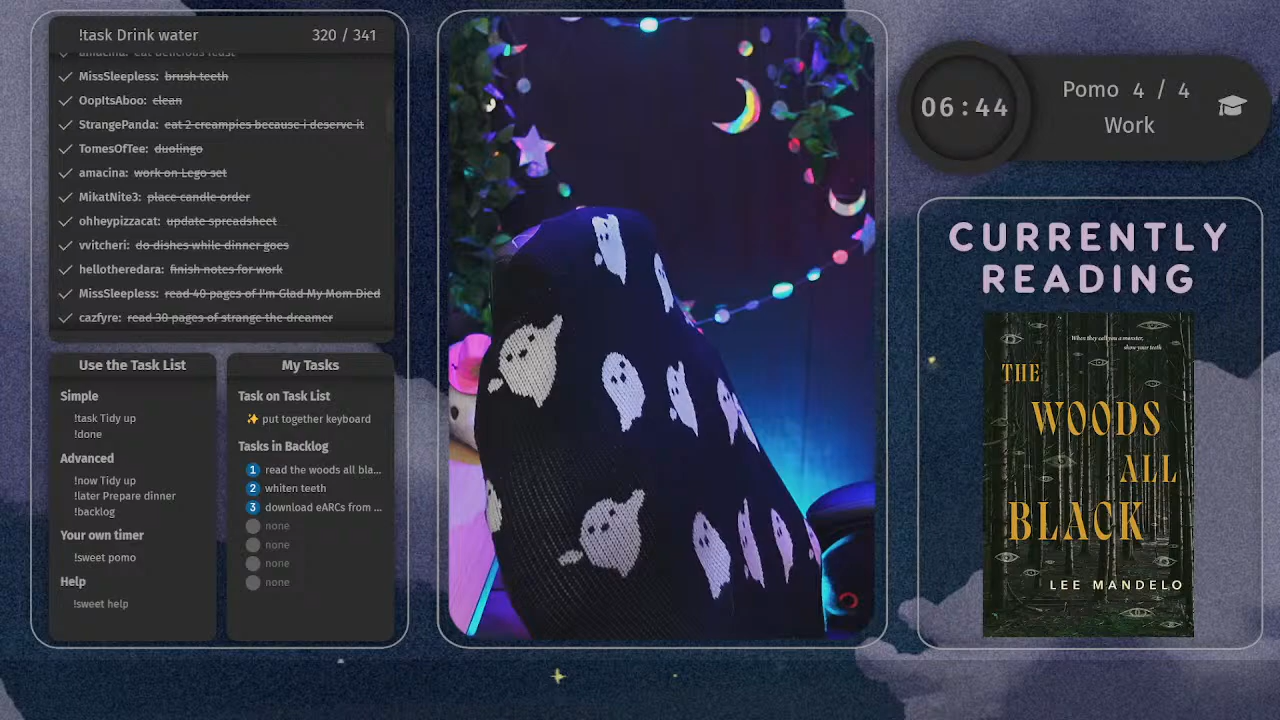 !task Drink water 320 / 341
amacina: eat delicious feast
MissSleepless: brush teeth
OopItsAboo: clean
StrangePanda: eat 2 creampies because i deserve it
TomesOfTee: duolingo
amacina: work on Lego set
MikatNite3: place candle order
ohheypizzacat: update spreadsheet
vvitcheri: do dishes while dinner goes
hellotheredara: finish notes for work
MissSleepless: read 40 pages of I'm Glad My Mom Died
cazfyre: read 30 pages of strange the dreamer
Use the Task List
Simple
!task Tidy up
!done
Advanced
!now Tidy up
!later Prepare dinner
!backlog
Your own timer
!sweet pomo
Help
!sweet help
My Tasks
Task on Task List
✨ put together keyboard
Tasks in Backlog
1 read the woods all bla...
2 whiten teeth
3 download eARCs from ...
none
none
none
none
06:44
Pomo 4 / 4
Work
CURRENTLY
READING
When they call you a monster,
show your teeth
THE
WOODS
ALL
BLACK
LEE MANDELO